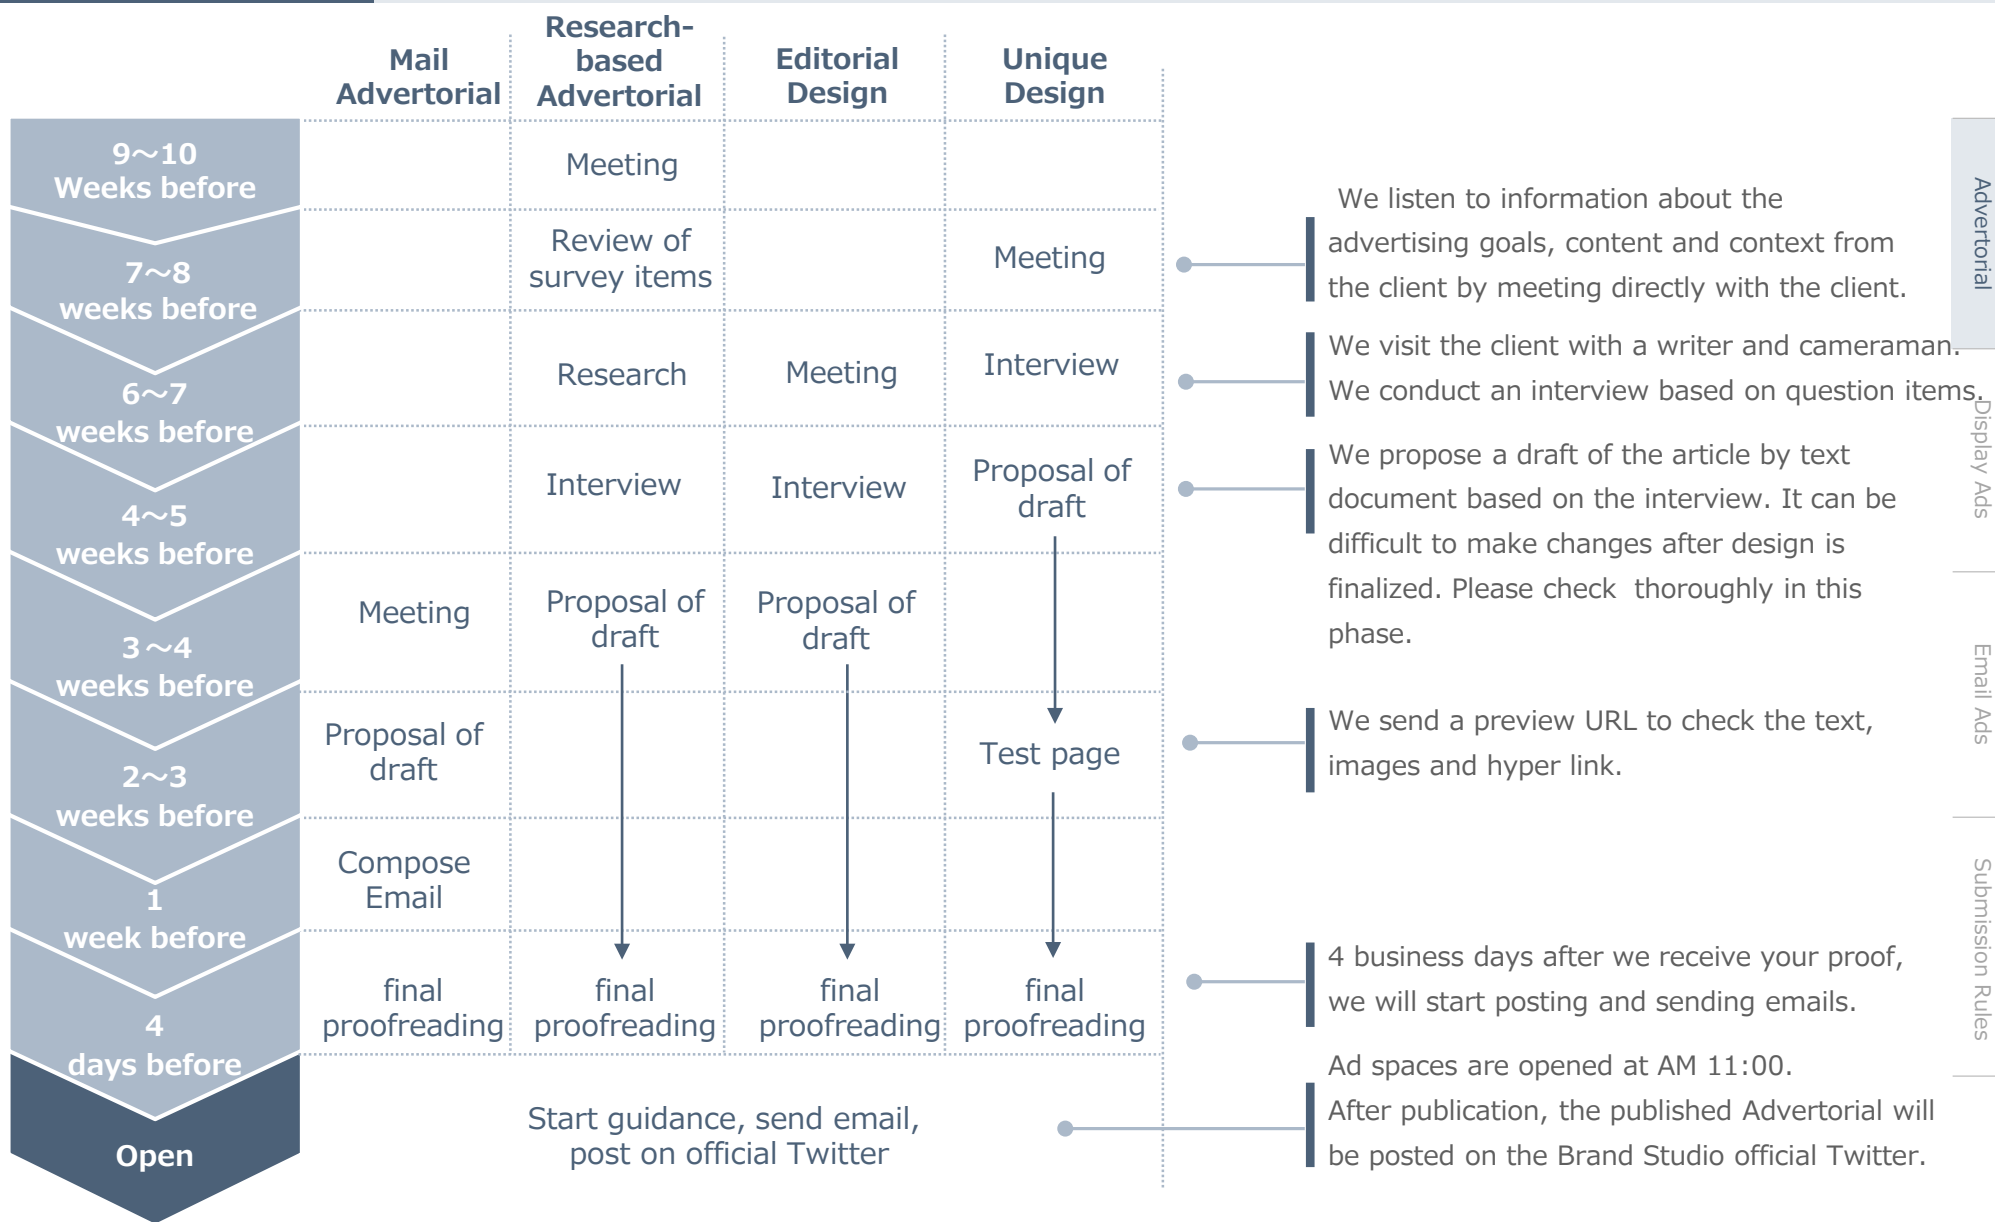 Mail
Advertorial
Research-
based
Advertorial
Editorial
Design
Unique
Design
9～10
Weeks before
Meeting
7～8
weeks before
Review of
survey items
Meeting
We listen to information about the
advertising goals, content and context from
the client by meeting directly with the client.
6～7
weeks before
Research
Meeting
Interview
We visit the client with a writer and cameraman.
We conduct an interview based on question items.
4～5
weeks before
Interview
Interview
Proposal of
draft
We propose a draft of the article by text
document based on the interview. It can be
difficult to make changes after design is
finalized. Please check  thoroughly in this
phase.
3～4
weeks before
Meeting
Proposal of
draft
Proposal of
draft
2～3
weeks before
Proposal of
draft
Test page
We send a preview URL to check the text,
images and hyper link.
1
week before
Compose
Email
4
days before
final
proofreading
final
proofreading
final
proofreading
final
proofreading
4 business days after we receive your proof,
we will start posting and sending emails.
Open
Start guidance, send email,
post on official Twitter
Ad spaces are opened at AM 11:00.
After publication, the published Advertorial will
be posted on the Brand Studio official Twitter.
Advertorial
Display Ads
Email Ads
Submission Rules